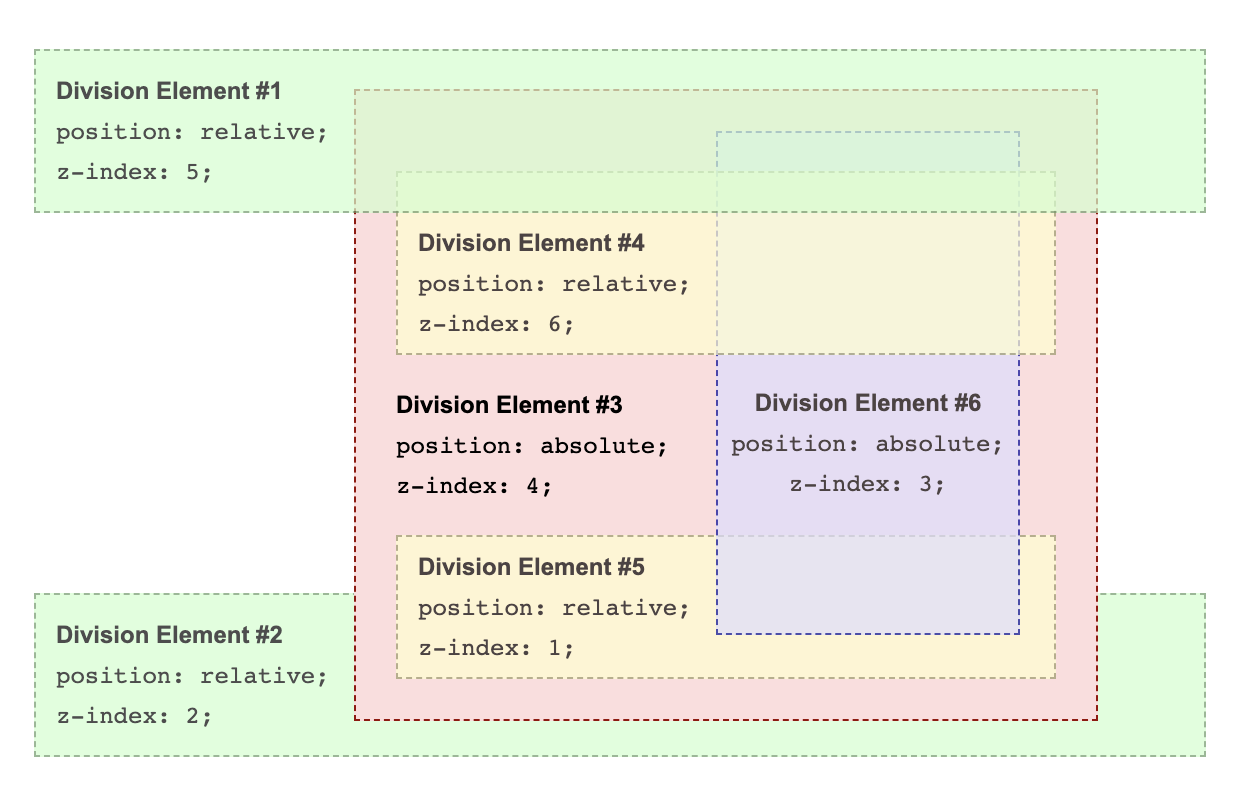 Division Element #1
position: relative;
z-index: 5;
Division Element #4
position: relative;
z-index: 6;
Division Element #3
position: absolute;
z-index: 4;
Division Element #6
position: absolute;
z-index: 3;
Division Element #5
position: relative;
z-index: 1;
Division Element #2
position: relative;
z-index: 2;